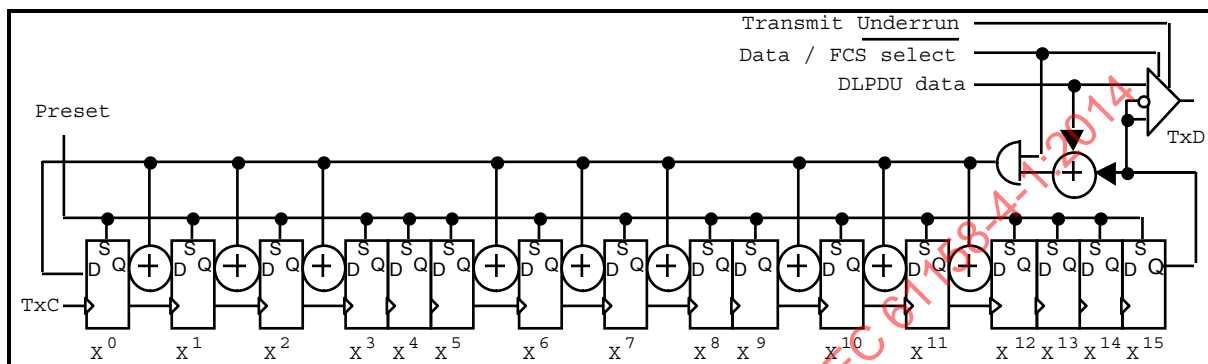 Transmit Underrun
Data / FCS select
DLPDU data
Preset
TxD
S S S S S S S S S S S S S S S S
D Q D Q D Q D Q D Q D Q D Q D Q D Q D Q D Q D Q D Q D Q D Q D Q
TxC
X0 X1 X2 X3 X4 X5 X6 X7 X8 X9 X10 X11 X12 X13 X14 X15
EC 61158-4-1:2014